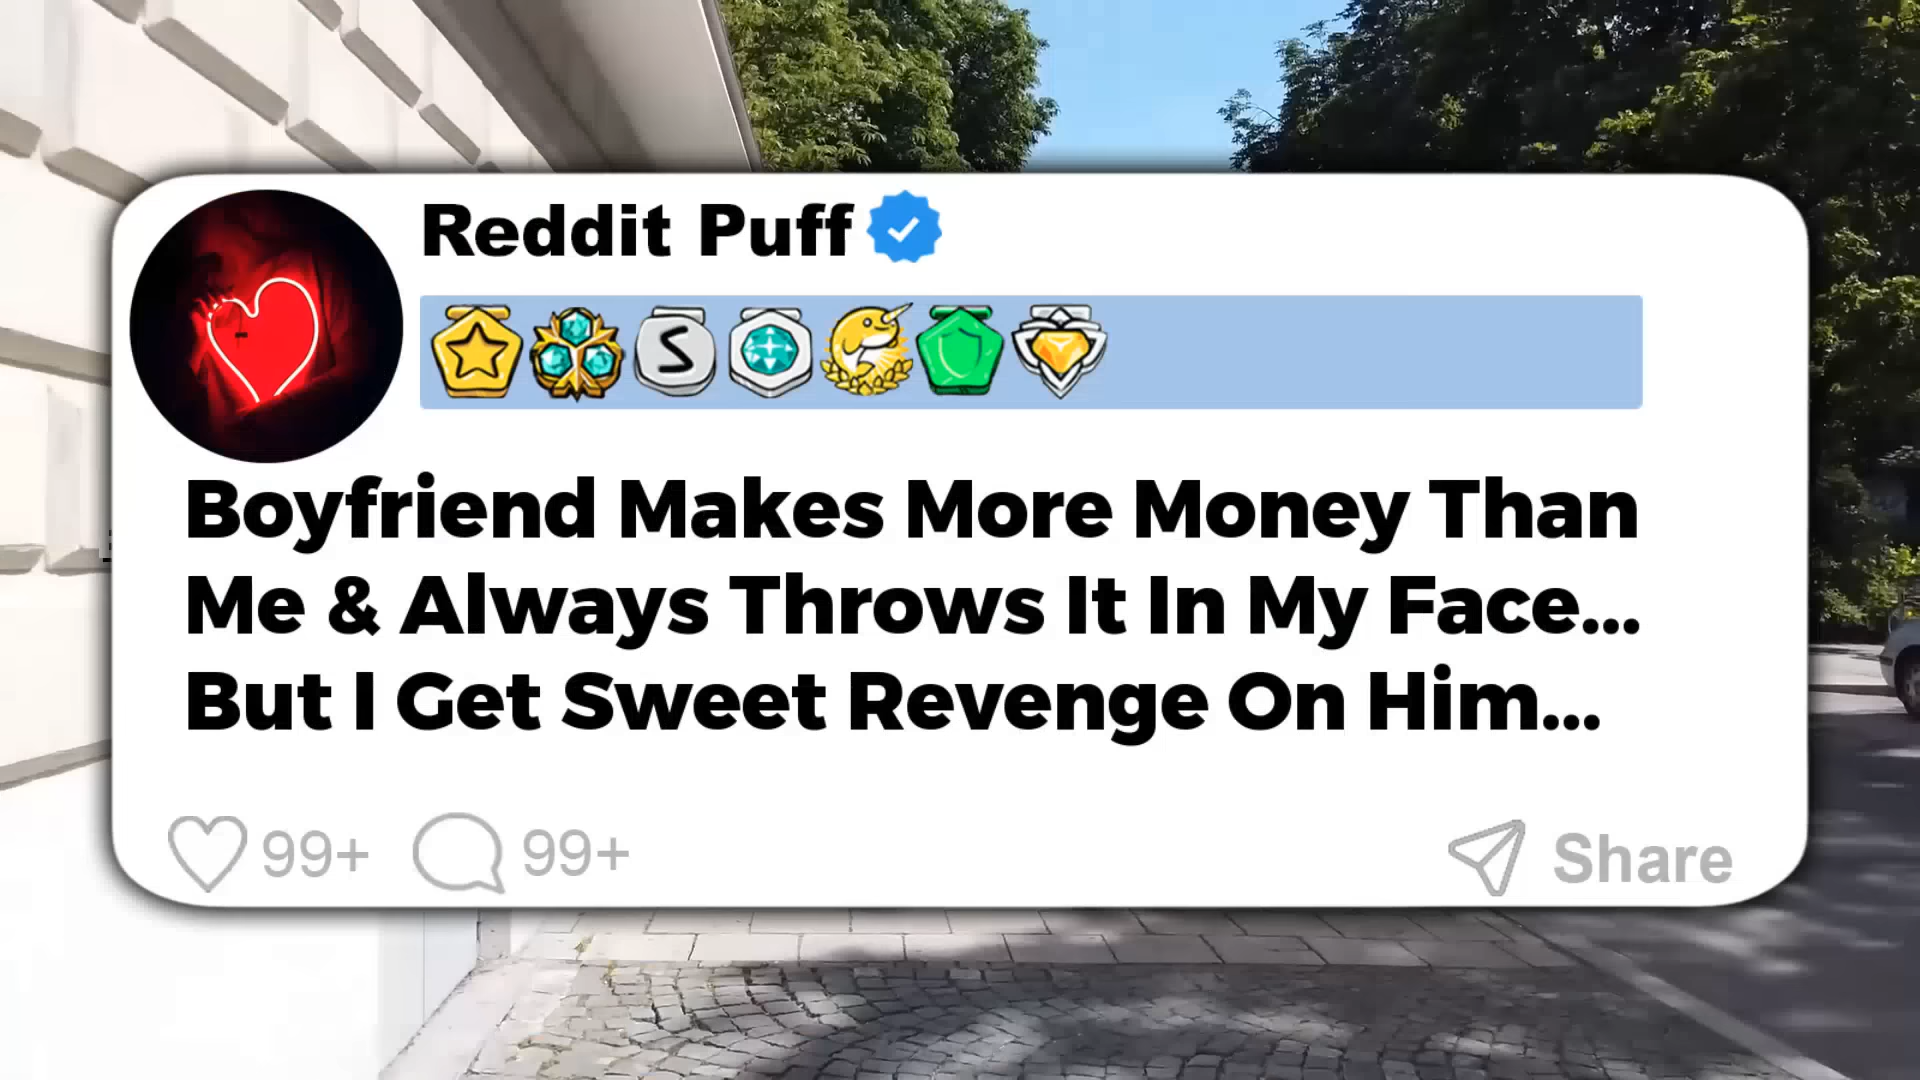 Reddit Puff
S
Boyfriend Makes More Money Than
Me & Always Throws It In My Face...
But I Get Sweet Revenge On Him...
99+ 99+ Share